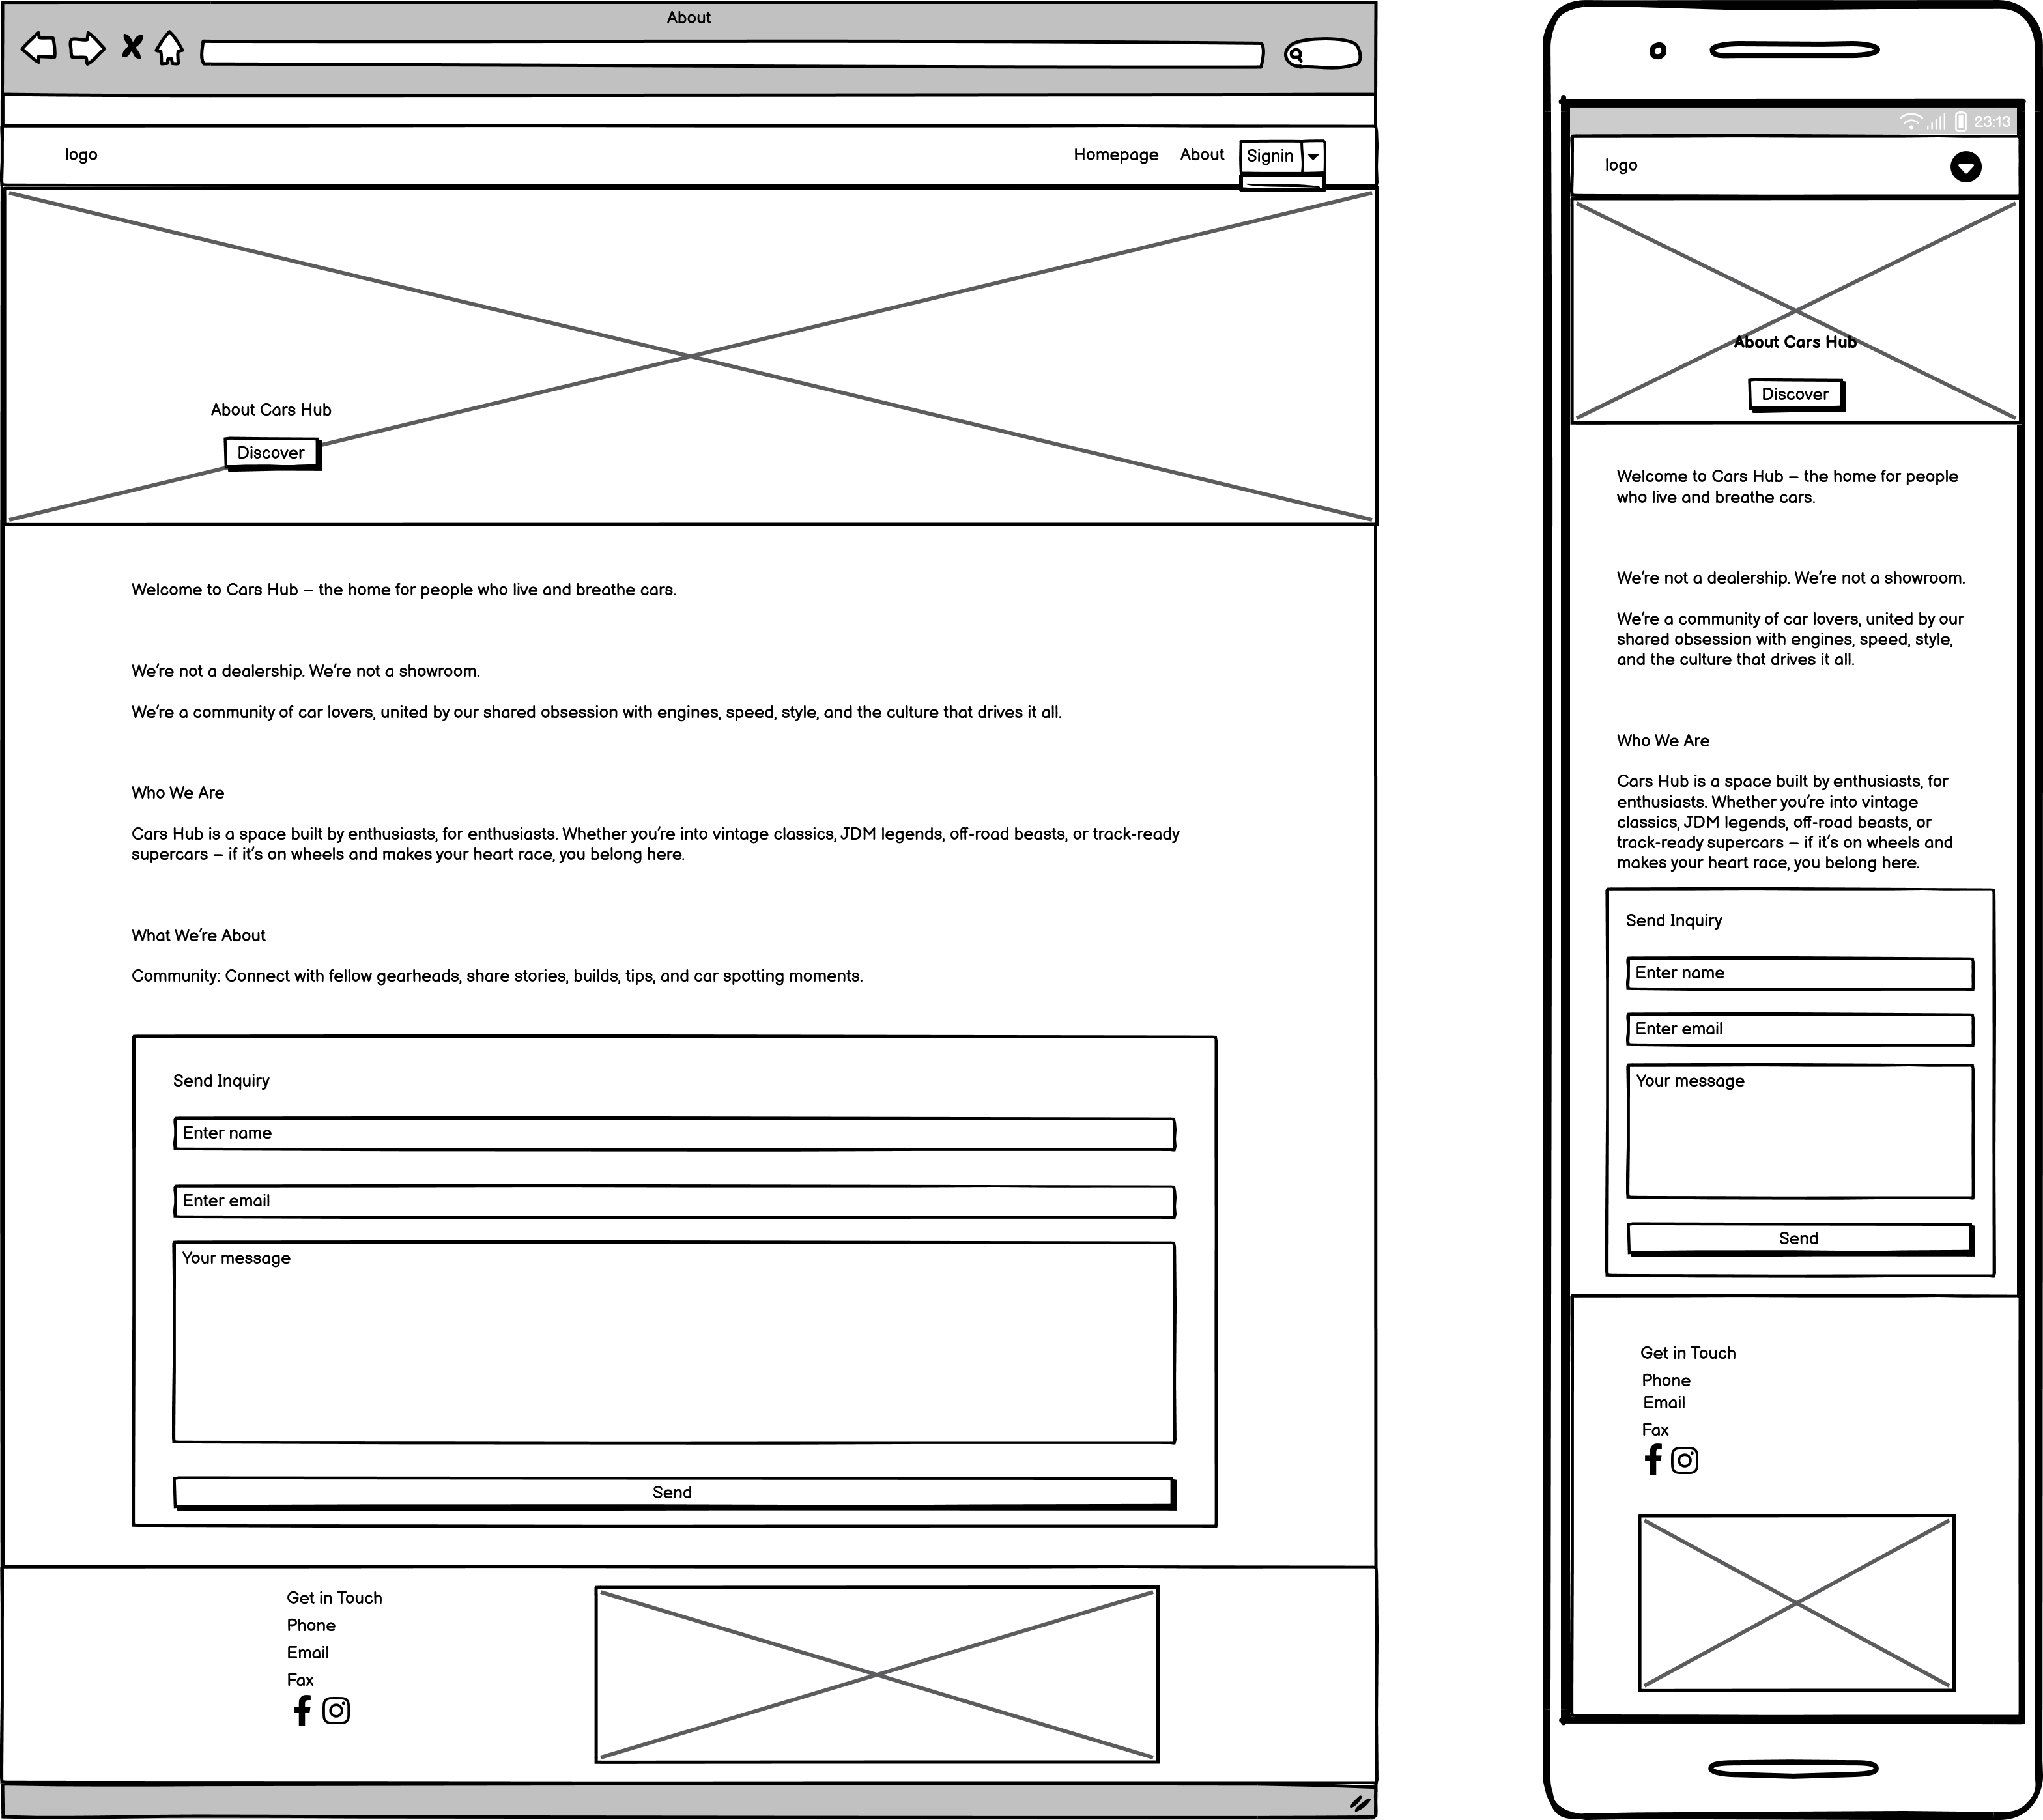 About
logo
Homepage About Signin
About Cars Hub
Discover
Welcome to Cars Hub – the home for people who live and breathe cars.
We're not a dealership. We're not a showroom.
We're a community of car lovers, united by our shared obsession with engines, speed, style, and the culture that drives it all.
Who We Are
Cars Hub is a space built by enthusiasts, for enthusiasts. Whether you're into vintage classics, JDM legends, off-road beasts, or track-ready
supercars – if it's on wheels and makes your heart race, you belong here.
What We're About
Community: Connect with fellow gearheads, share stories, builds, tips, and car spotting moments.
Send Inquiry
Enter name
Enter email
Your message
Send
Get in Touch
Phone
Email
Fax
23:13
logo
About Cars Hub
Discover
Welcome to Cars Hub – the home for people
who live and breathe cars.
We're not a dealership. We're not a showroom.
We're a community of car lovers, united by our
shared obsession with engines, speed, style,
and the culture that drives it all.
Who We Are
Cars Hub is a space built by enthusiasts, for
enthusiasts. Whether you're into vintage
classics, JDM legends, off-road beasts, or
track-ready supercars – if it's on wheels and
makes your heart race, you belong here.
Send Inquiry
Enter name
Enter email
Your message
Send
Get in Touch
Phone
Email
Fax